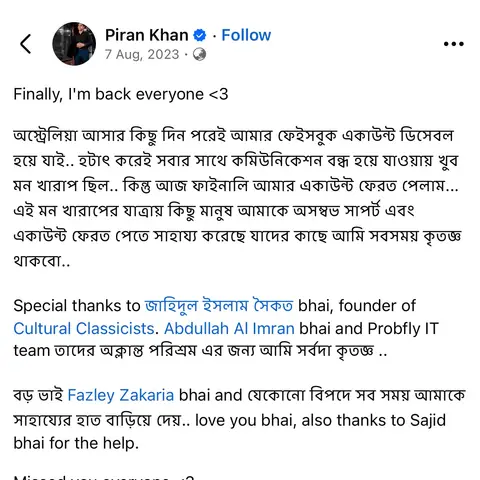 Piran Khan · Follow
7 Aug, 2023 ·
Finally, I'm back everyone <3
অস্ট্রেলিয়া আসার কিছু দিন পরেই আমার ফেইসবুক একাউন্ট ডিসেবল
হয়ে যাই.. হটাৎ করেই সবার সাথে কমিউনিকেশন বন্ধ হয়ে যাওয়ায় খুব
মন খারাপ ছিল.. কিন্তু আজ ফাইনালি আমার একাউন্ট ফেরত পেলাম...
এই মন খারাপের যাত্রায় কিছু মানুষ আমাকে অসম্ভব সাপর্ট এবং
একাউন্ট ফেরত পেতে সাহায্য করেছে যাদের কাছে আমি সবসময় কৃতজ্ঞ
থাকবো..
Special thanks to জাহিদুল ইসলাম সৈকত bhai, founder of
Cultural Classicists. Abdullah Al Imran bhai and Probfly IT
team তাদের অক্লান্ত পরিশ্রম এর জন্য আমি সর্বদা কৃতজ্ঞ ..
বড় ভাই Fazley Zakaria bhai and যেকোনো বিপদে সব সময় আমাকে
সাহায্যের হাত বাড়িয়ে দেয়.. love you bhai, also thanks to Sajid
bhai for the help.
Missed you everyone <3